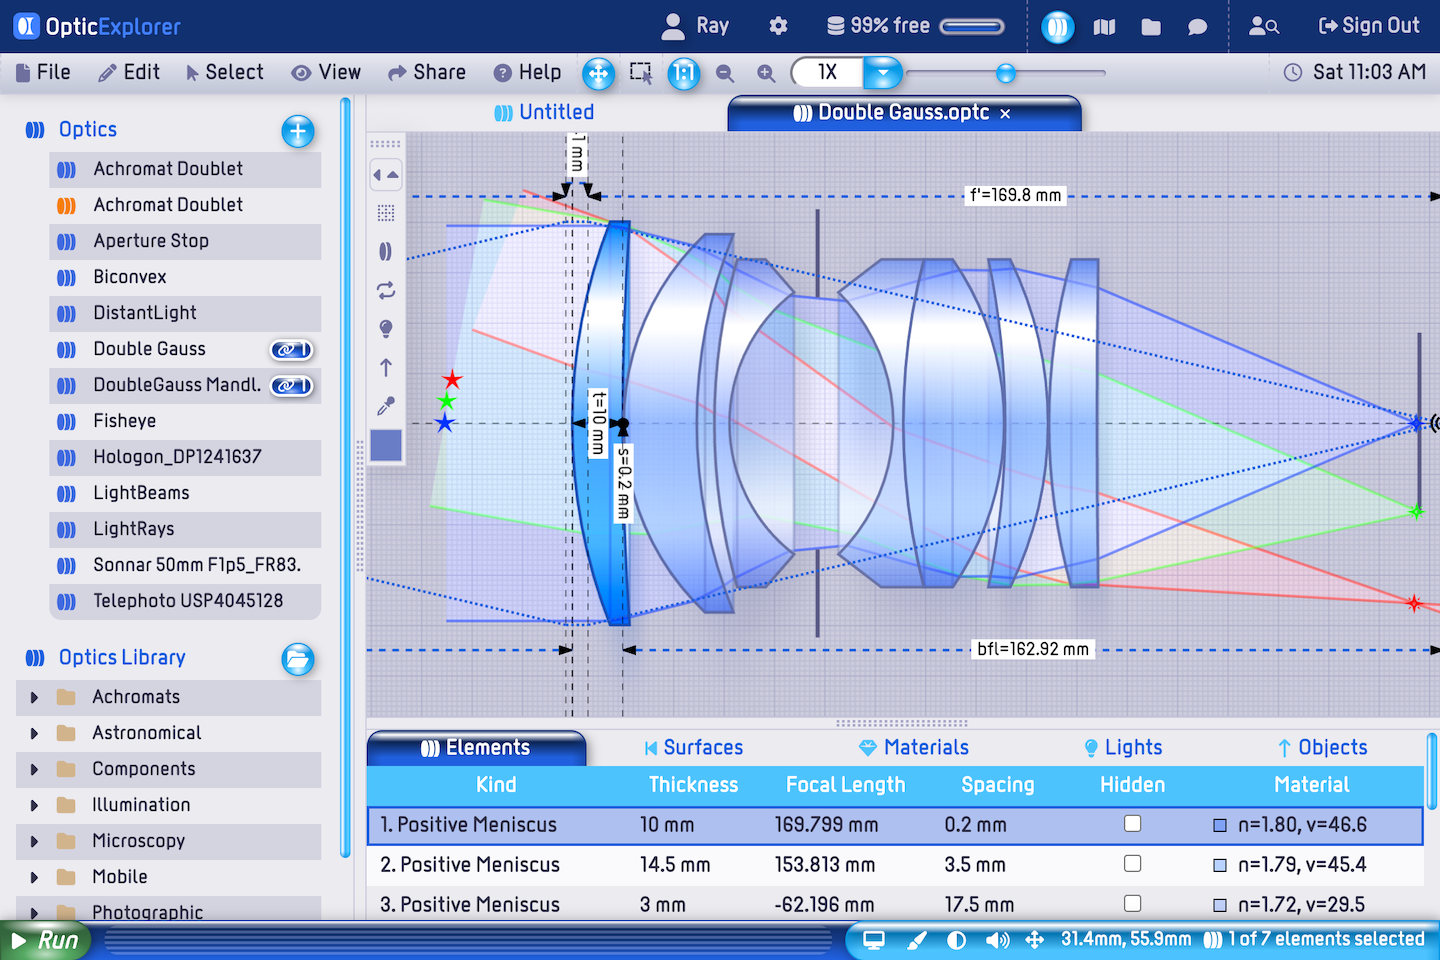 OpticExplorer
Ray
99% free
Sign Out
File
Edit
Select
View
Share
Help
1:1
1X
Sat 11:03 AM
Optics
Achromat Doublet
Achromat Doublet
Aperture Stop
Biconvex
DistantLight
Double Gauss
1
DoubleGauss Mandl.
1
Fisheye
Hologon_DP1241637
LightBeams
LightRays
Sonnar 50mm F1p5_FR83.
Telephoto USP4045128
Optics Library
Achromats
Astronomical
Components
Illumination
Microscopy
Mobile
Photographic
Untitled
Double Gauss.optc ×
1 mm
f'=169.8 mm
t=10 mm
s=0.2 mm
bfl=162.92 mm
Elements
Surfaces
Materials
Lights
Objects
Kind Thickness Focal Length Spacing Hidden Material
1. Positive Meniscus 10 mm 169.799 mm 0.2 mm n=1.80, v=46.6
2. Positive Meniscus 14.5 mm 153.813 mm 3.5 mm n=1.79, v=45.4
3. Positive Meniscus 3 mm -62.196 mm 17.5 mm n=1.72, v=29.5
Run
31.4mm, 55.9mm
1 of 7 elements selected